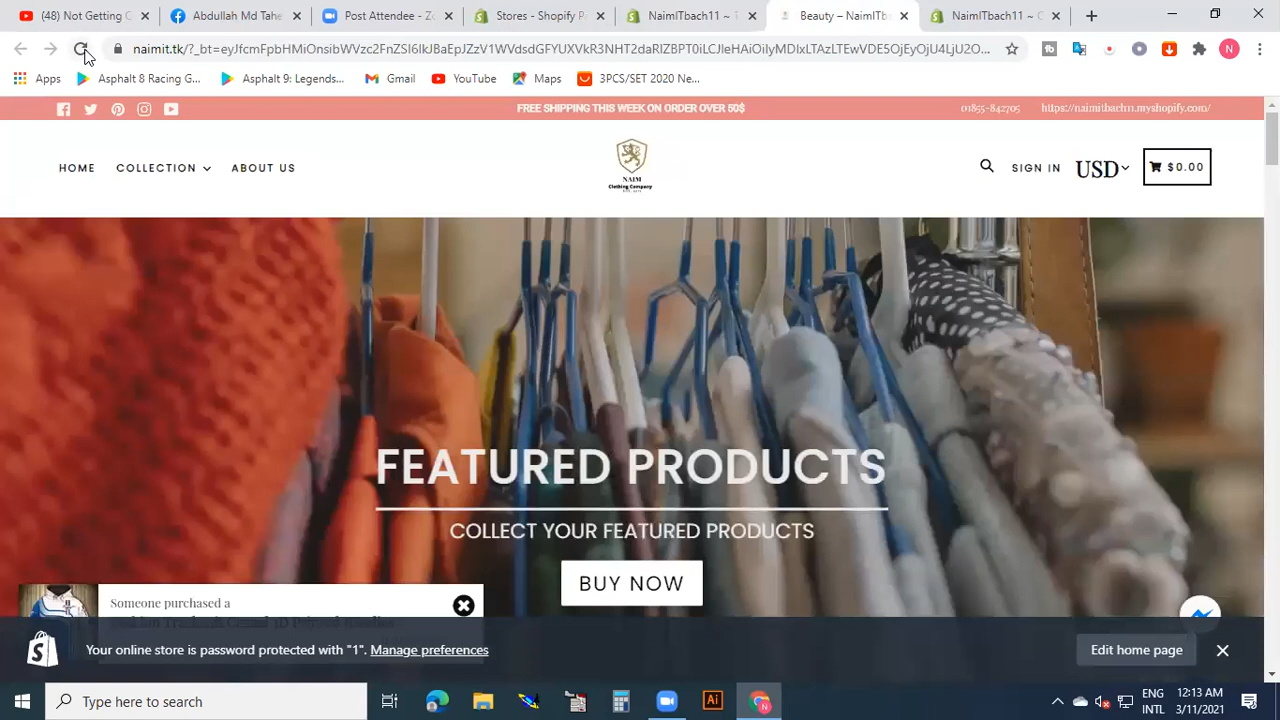 (48) Not Getting C
Abdullah Md Tahe
Post Attendee - Zo
Stores - Shopify P
NaimITbach11 ~ T
Beauty – NaimITba
NaimITbach11 ~ C
naimit.tk/?_bt=
Apps
Asphalt 8 Racing G...
Asphalt 9: Legends...
Gmail
YouTube
Maps
3PCS/SET 2020 Ne...
N
FREE SHIPPING THIS WEEK ON ORDER OVER 50$
01855-842705
https://naimitbach11.myshopify.com/
HOME
COLLECTION
ABOUT US
NAIM
Clothing Company
SIGN IN
USD
$0.00
FEATURED PRODUCTS
COLLECT YOUR FEATURED PRODUCTS
BUY NOW
Someone purchased a
Your online store is password protected with "1". Manage preferences
Edit home page
Type here to search
Ai
N
ENG
INTL
12:13 AM
3/11/2021